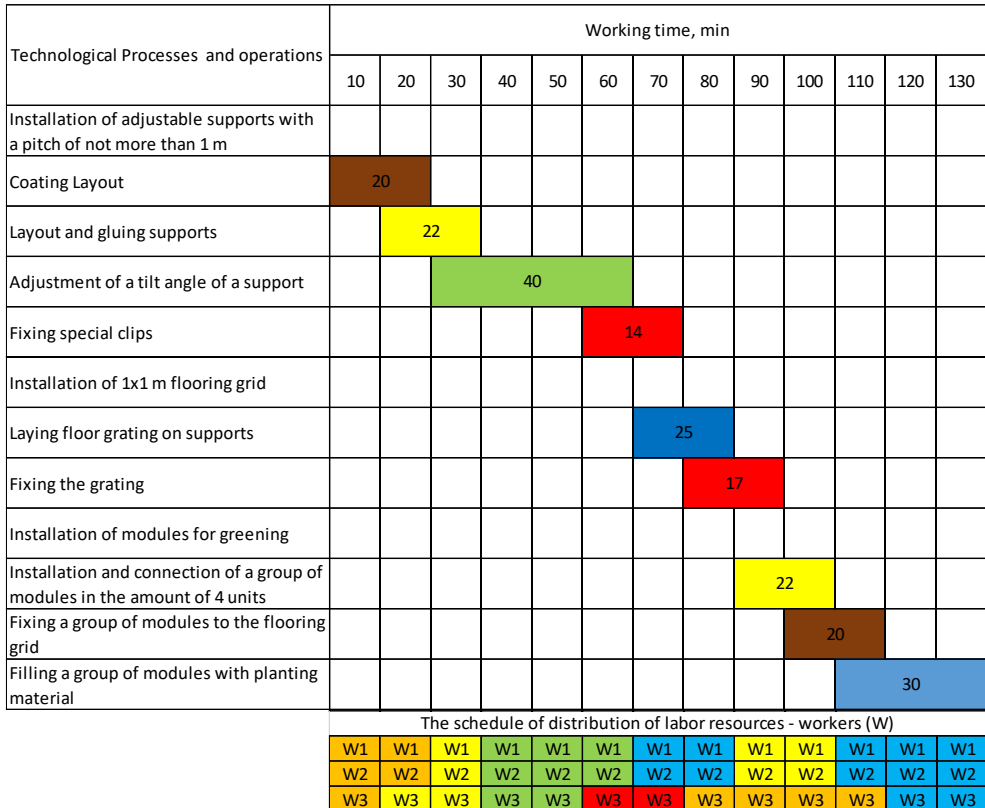 Technological Processes and operations
Working time, min
10 20 30 40 50 60 70 80 90 100 110 120 130
Installation of adjustable supports with
a pitch of not more than 1 m
Coating Layout
20
Layout and gluing supports
22
Adjustment of a tilt angle of a support
40
Fixing special clips
14
Installation of 1x1 m flooring grid
Laying floor grating on supports
25
Fixing the grating
17
Installation of modules for greening
Installation and connection of a group of
modules in the amount of 4 units
22
Fixing a group of modules to the flooring
grid
20
Filling a group of modules with planting
material
30
The schedule of distribution of labor resources - workers (W)
W1 W1 W1 W1 W1 W1 W1 W1 W1 W1 W1 W1 W1
W2 W2 W2 W2 W2 W2 W2 W2 W2 W2 W2 W2 W2
W3 W3 W3 W3 W3 W3 W3 W3 W3 W3 W3 W3 W3